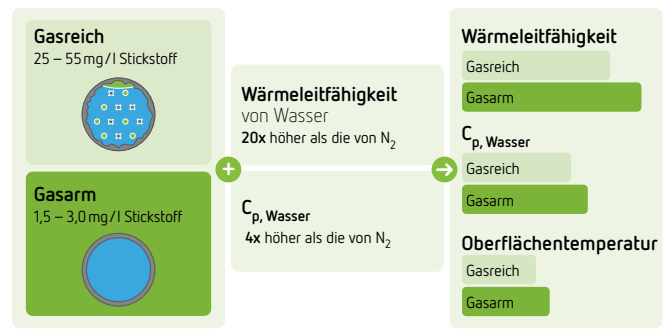 Gasreich
25 – 55 mg / l Stickstoff
Gasarm
1,5 – 3,0 mg / l Stickstoff
+
Wärmeleitfähigkeit
von Wasser
20x höher als die von N2
Cp, Wasser
4x höher als die von N2
Wärmeleitfähigkeit
Gasreich
Gasarm
Cp, Wasser
Gasreich
Gasarm
Oberflächentemperatur
Gasreich
Gasarm